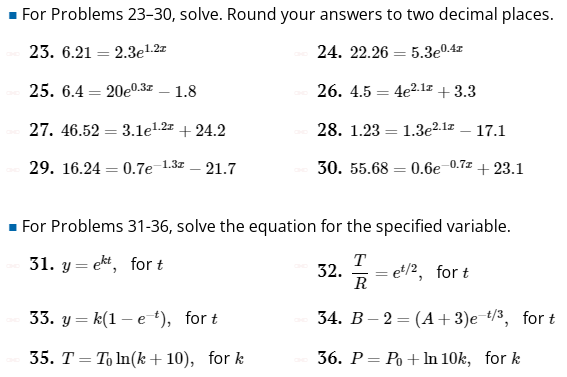 For Problems 23–30, solve. Round your answers to two decimal places.
23. 6.21 = 2.3e^{1.2x}
24. 22.26 = 5.3e^{0.4x}
25. 6.4 = 20e^{0.3x} − 1.8
26. 4.5 = 4e^{2.1x} + 3.3
27. 46.52 = 3.1e^{1.2x} + 24.2
28. 1.23 = 1.3e^{2.1x} − 17.1
29. 16.24 = 0.7e^{−1.3x} − 21.7
30. 55.68 = 0.6e^{−0.7x} + 23.1
For Problems 31-36, solve the equation for the specified variable.
31. y = e^{kt}, for t
32. \frac{T}{R} = e^{t/2}, for t
33. y = k(1 − e^{−t}), for t
34. B − 2 = (A + 3)e^{−t/3}, for t
35. T = T_0 ln(k + 10), for k
36. P = P_0 + ln 10k, for k